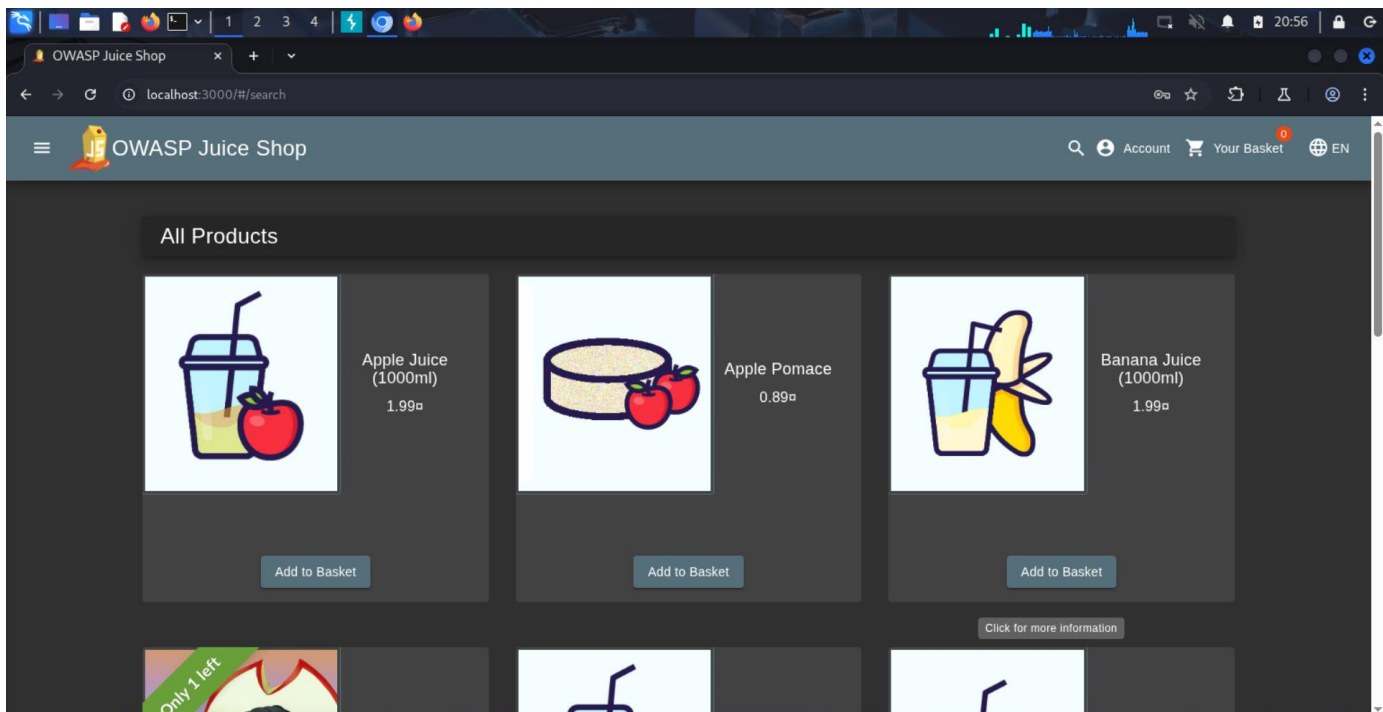 1 2 3 4
20:56
OWASP Juice Shop
localhost:3000/#/search
OWASP Juice Shop
Account
0
Your Basket
EN
All Products
Apple Juice
(1000ml)
1.99¤
Apple Pomace
0.89¤
Banana Juice
(1000ml)
1.99¤
Add to Basket
Add to Basket
Add to Basket
Click for more information
Only 1 left